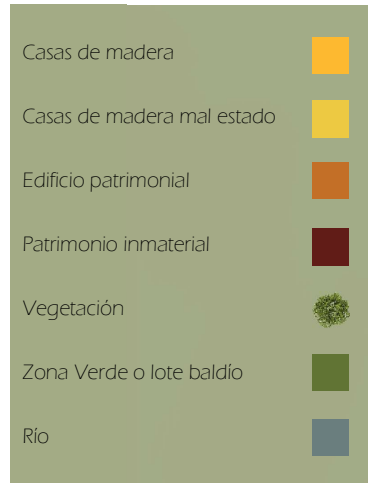 Casas de madera
Casas de madera mal estado
Edificio patrimonial
Patrimonio inmaterial
Vegetación
Zona Verde o lote baldío
Río